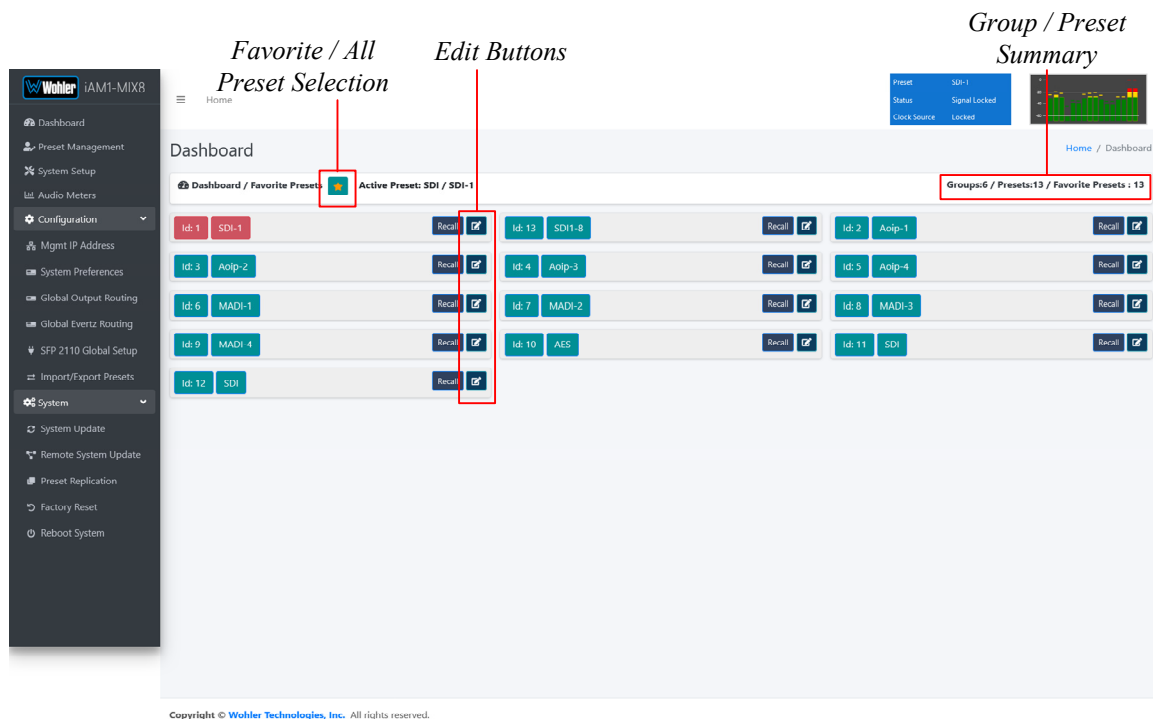 Group / Preset
Summary
Favorite / All
Preset Selection
Edit Buttons
Wohler iAM1-MIX8
Home
Preset SDI-1
Status Signal Locked
Clock Source Locked
Dashboard
Preset Management
System Setup
Audio Meters
Configuration
Mgmt IP Address
System Preferences
Global Output Routing
Global Evertz Routing
SFP 2110 Global Setup
Import/Export Presets
System
System Update
Remote System Update
Preset Replication
Factory Reset
Reboot System
Dashboard
Home / Dashboard
Dashboard / Favorite Presets Active Preset: SDI / SDI-1
Groups:6 / Presets:13 / Favorite Presets : 13
Id: 1 SDI-1 Recall Id: 13 SDI1-8 Recall Id: 2 Aoip-1 Recall
Id: 3 Aoip-2 Recall Id: 4 Aoip-3 Recall Id: 5 Aoip-4 Recall
Id: 6 MADI-1 Recall Id: 7 MADI-2 Recall Id: 8 MADI-3 Recall
Id: 9 MADI-4 Recall Id: 10 AES Recall Id: 11 SDI Recall
Id: 12 SDI Recall
Copyright © Wohler Technologies, Inc. All rights reserved.